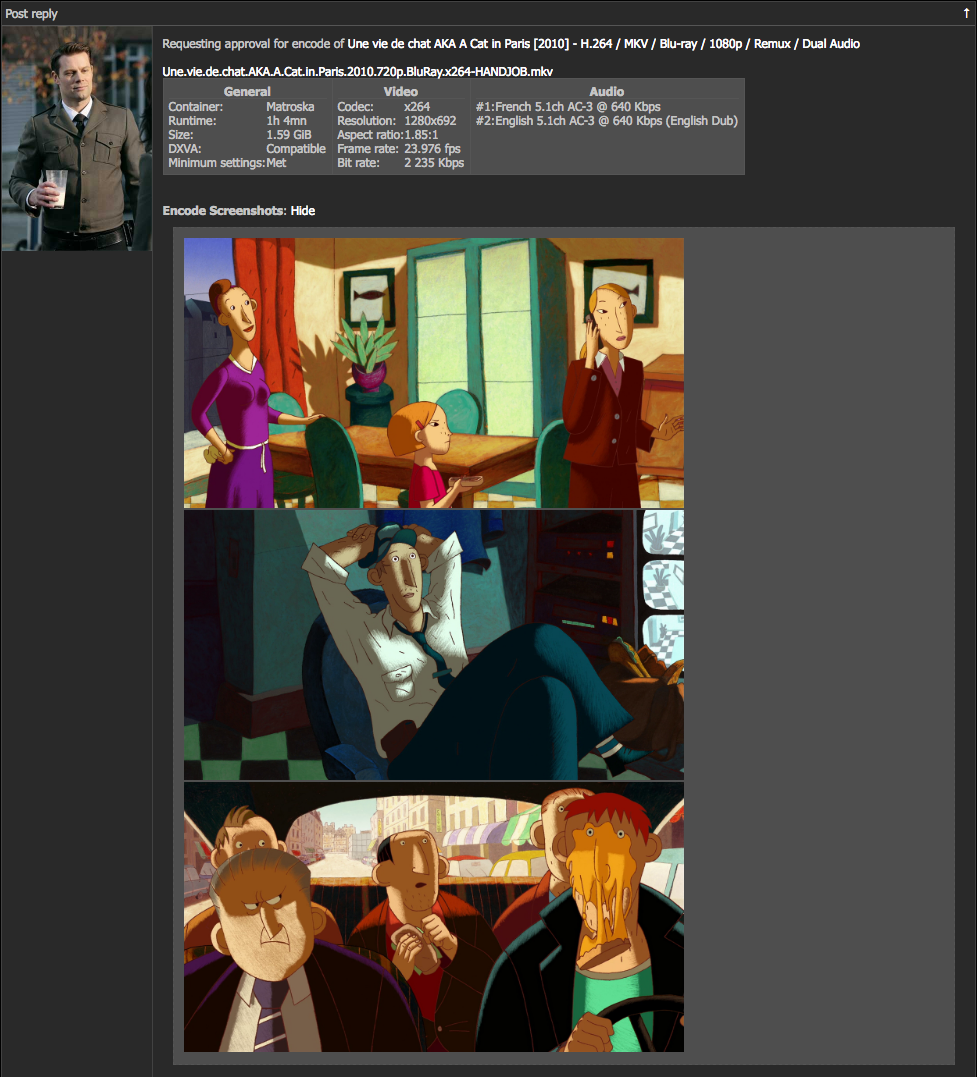 Post reply ↑
Requesting approval for encode of Une vie de chat AKA A Cat in Paris [2010] - H.264 / MKV / Blu-ray / 1080p / Remux / Dual Audio
Une.vie.de.chat.AKA.A.Cat.in.Paris.2010.720p.BluRay.x264-HANDJOB.mkv
General Video Audio
Container: Matroska Codec: x264 #1:French 5.1ch AC-3 @ 640 Kbps
Runtime: 1h 4mn Resolution: 1280x692 #2:English 5.1ch AC-3 @ 640 Kbps (English Dub)
Size: 1.59 GiB Aspect ratio:1.85:1
DXVA: Compatible Frame rate: 23.976 fps
Minimum settings:Met Bit rate: 2 235 Kbps
Encode Screenshots: Hide